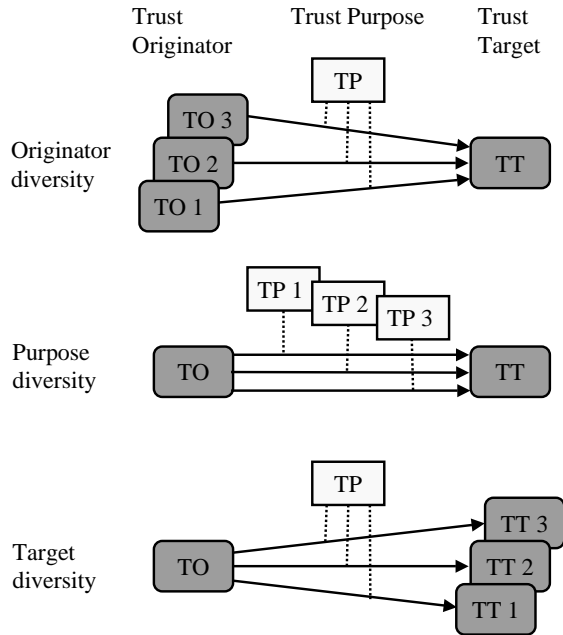 Trust Originator
Trust Purpose
Trust Target
TP
TO 3
TO 2
TO 1
Originator diversity
TT
TP 1
TP 2
TP 3
Purpose diversity
TO
TT
TP
Target diversity
TO
TT 3
TT 2
TT 1